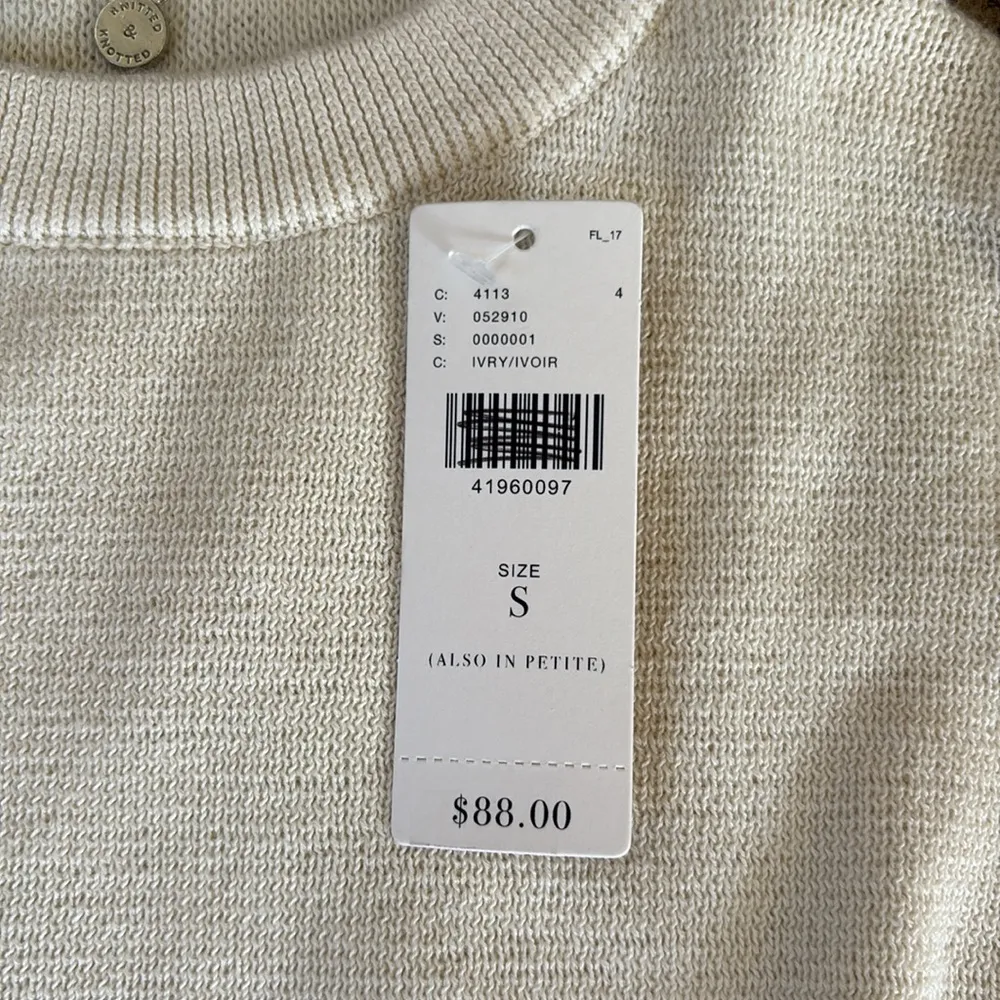 KNITTED
&
KNOTTED
FL_17
C: 4113 4
V: 052910
S: 0000001
C: IVRY/IVOIR
41960097
SIZE
S
(ALSO IN PETITE)
$88.00